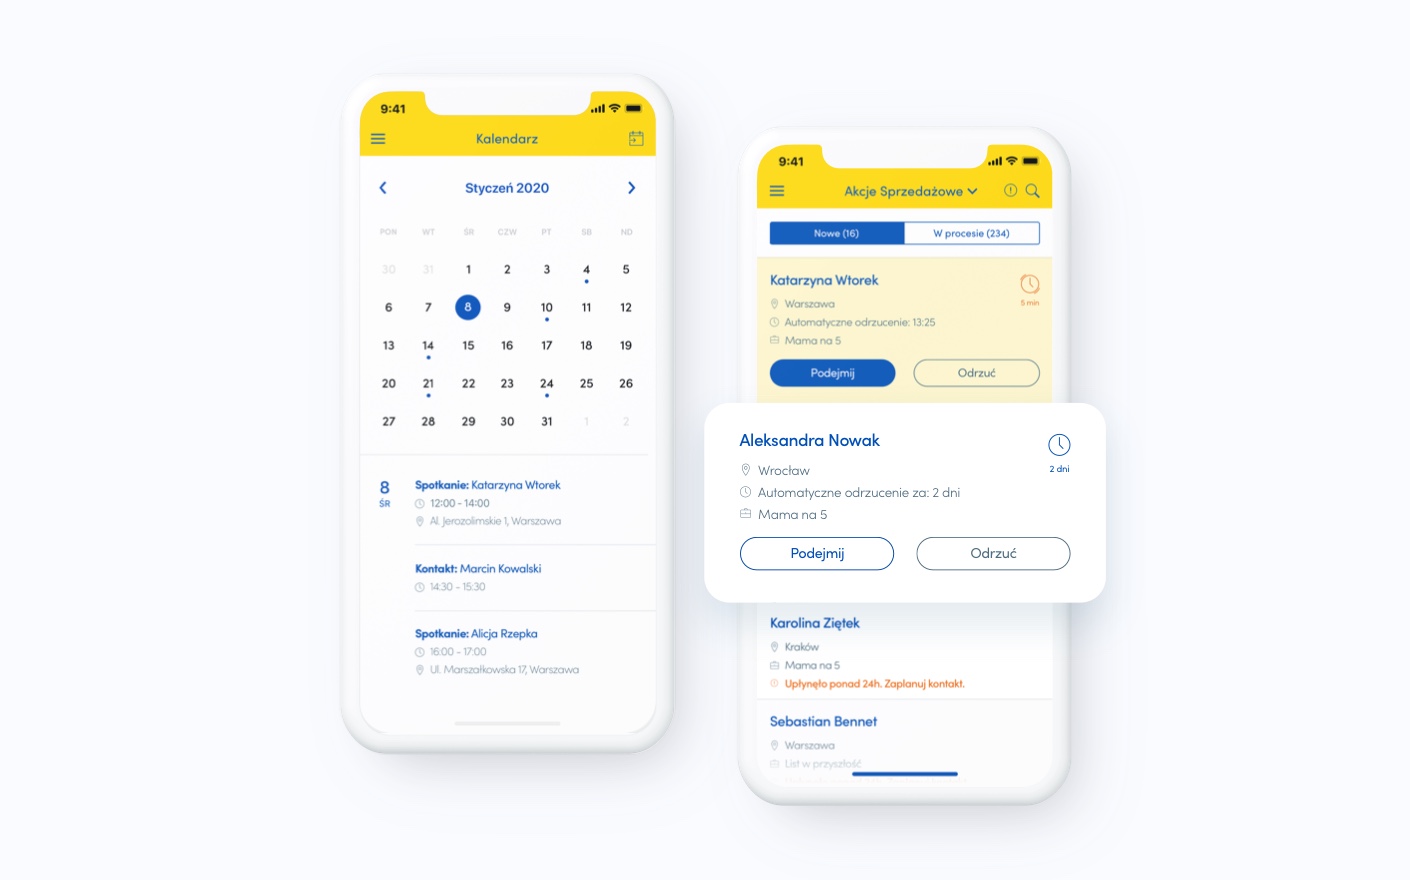 9:41
Kalendarz
Styczeń 2020
PON WT ŚR CZW PT SB ND
30 31 1 2 3 4 5
6 7 8 9 10 11 12
13 14 15 16 17 18 19
20 21 22 23 24 25 26
27 28 29 30 31 1 2
8
ŚR
Spotkanie: Katarzyna Wtorek
12:00 - 14:00
Al. Jerozolimskie 1, Warszawa
Kontakt: Marcin Kowalski
14:30 - 15:30
Spotkanie: Alicja Rzepka
16:00 - 17:00
Ul. Marszałkowska 17, Warszawa
9:41
Akcje Sprzedażowe
Nowe (16) W procesie (234)
Katarzyna Wtorek
5 min
Warszawa
Automatyczne odrzucenie: 13:25
Mama na 5
Podejmij Odrzuć
Aleksandra Nowak
2 dni
Wrocław
Automatyczne odrzucenie za: 2 dni
Mama na 5
Podejmij Odrzuć
Karolina Ziętek
Kraków
Mama na 5
Upłynęło ponad 24h. Zaplanuj kontakt.
Sebastian Bennet
Warszawa
List w przyszłość